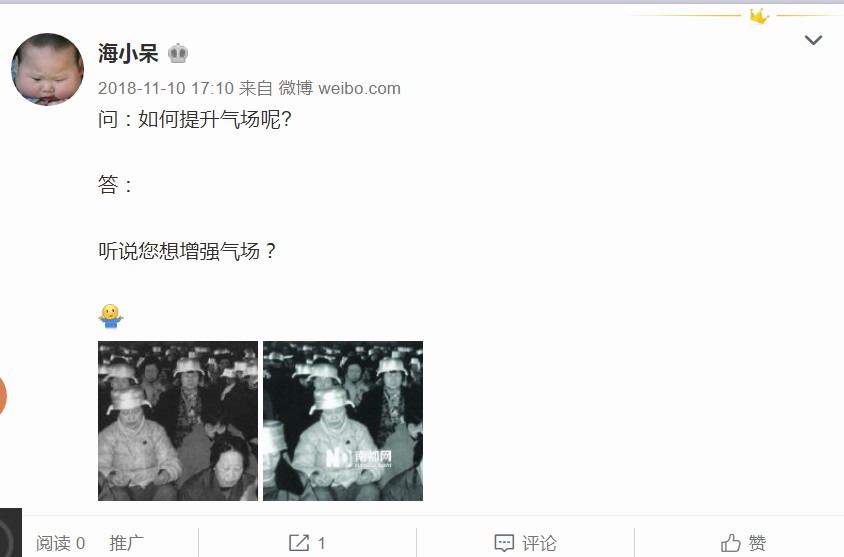 海小呆
2018-11-10 17:10 来自 微博 weibo.com
问：如何提升气场呢?
答：
听说您想增强气场？
南都网
阅读 0 推广 1 评论 赞